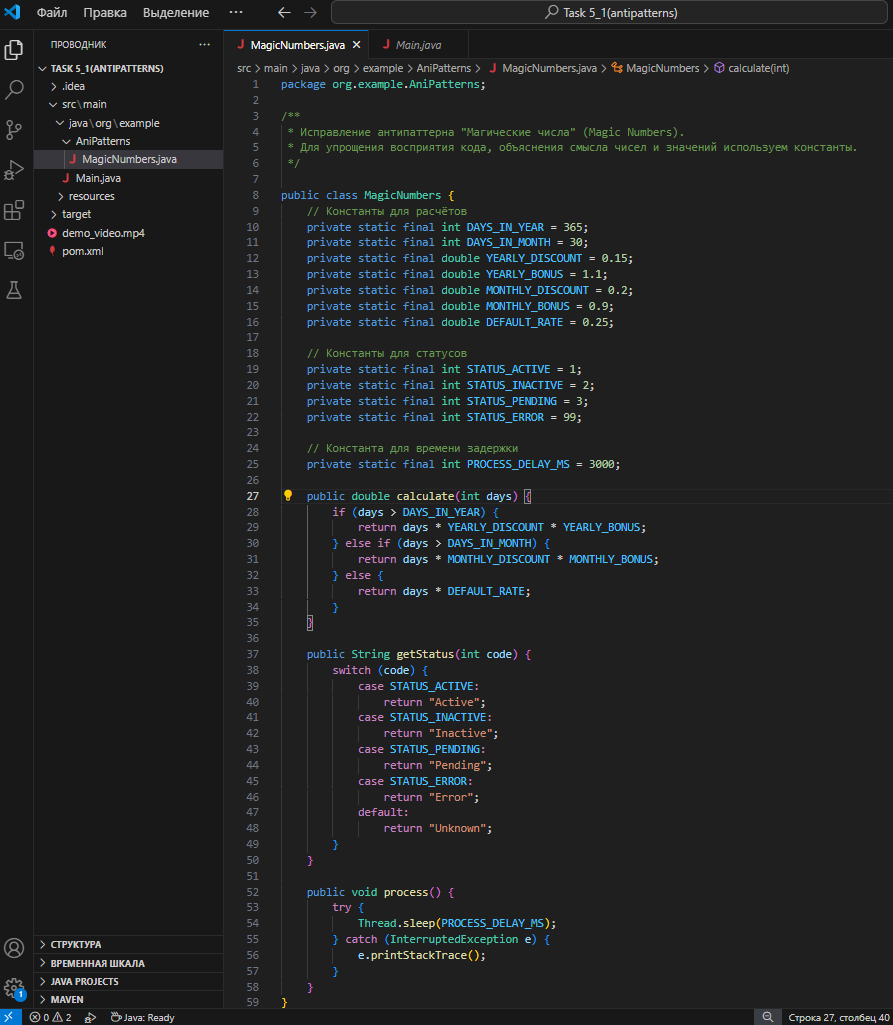 Файл Правка Выделение ··· Task 5_1(antipatterns)
ПРОВОДНИК ···
TASK 5_1(ANTIPATTERNS)
.idea
src\main
java\org\example
AniPatterns
MagicNumbers.java
Main.java
resources
target
demo_video.mp4
pom.xml
СТРУКТУРА
ВРЕМЕННАЯ ШКАЛА
JAVA PROJECTS
MAVEN
MagicNumbers.java Main.java
src > main > java > org > example > AniPatterns > MagicNumbers.java > MagicNumbers > calculate(int)
1 package org.example.AniPatterns;
2
3 /**
4  * Исправление антипаттерна "Магические числа" (Magic Numbers).
5  * Для упрощения восприятия кода, объяснения смысла чисел и значений используем константы.
6  */
7
8 public class MagicNumbers {
9     // Константы для расчётов
10     private static final int DAYS_IN_YEAR = 365;
11     private static final int DAYS_IN_MONTH = 30;
12     private static final double YEARLY_DISCOUNT = 0.15;
13     private static final double YEARLY_BONUS = 1.1;
14     private static final double MONTHLY_DISCOUNT = 0.2;
15     private static final double MONTHLY_BONUS = 0.9;
16     private static final double DEFAULT_RATE = 0.25;
17
18     // Константы для статусов
19     private static final int STATUS_ACTIVE = 1;
20     private static final int STATUS_INACTIVE = 2;
21     private static final int STATUS_PENDING = 3;
22     private static final int STATUS_ERROR = 99;
23
24     // Константа для времени задержки
25     private static final int PROCESS_DELAY_MS = 3000;
26
27     public double calculate(int days) {
28         if (days > DAYS_IN_YEAR) {
29             return days * YEARLY_DISCOUNT * YEARLY_BONUS;
30         } else if (days > DAYS_IN_MONTH) {
31             return days * MONTHLY_DISCOUNT * MONTHLY_BONUS;
32         } else {
33             return days * DEFAULT_RATE;
34         }
35     }
36
37     public String getStatus(int code) {
38         switch (code) {
39             case STATUS_ACTIVE:
40                 return "Active";
41             case STATUS_INACTIVE:
42                 return "Inactive";
43             case STATUS_PENDING:
44                 return "Pending";
45             case STATUS_ERROR:
46                 return "Error";
47             default:
48                 return "Unknown";
49         }
50     }
51
52     public void process() {
53         try {
54             Thread.sleep(PROCESS_DELAY_MS);
55         } catch (InterruptedException e) {
56             e.printStackTrace();
57         }
58     }
59 }
1
0 2 Java: Ready Строка 27, столбец 40